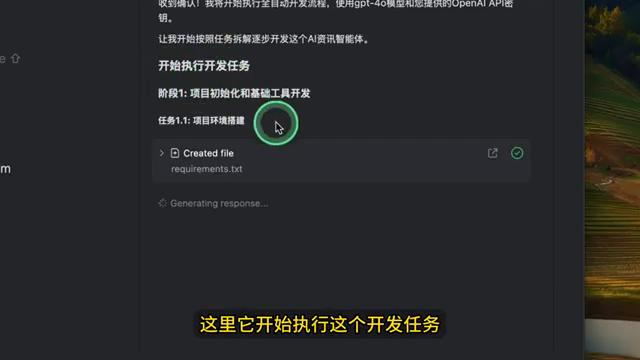 收到确认！我将开始执行全自动开发流程，使用gpt-4o模型和您提供的OpenAI API密
钥。
让我开始按照任务拆解逐步开发这个AI资讯智能体。
开始执行开发任务
阶段1: 项目初始化和基础工具开发
任务1.1: 项目环境搭建
Created file
requirements.txt
Generating response...
这里它开始执行这个开发任务